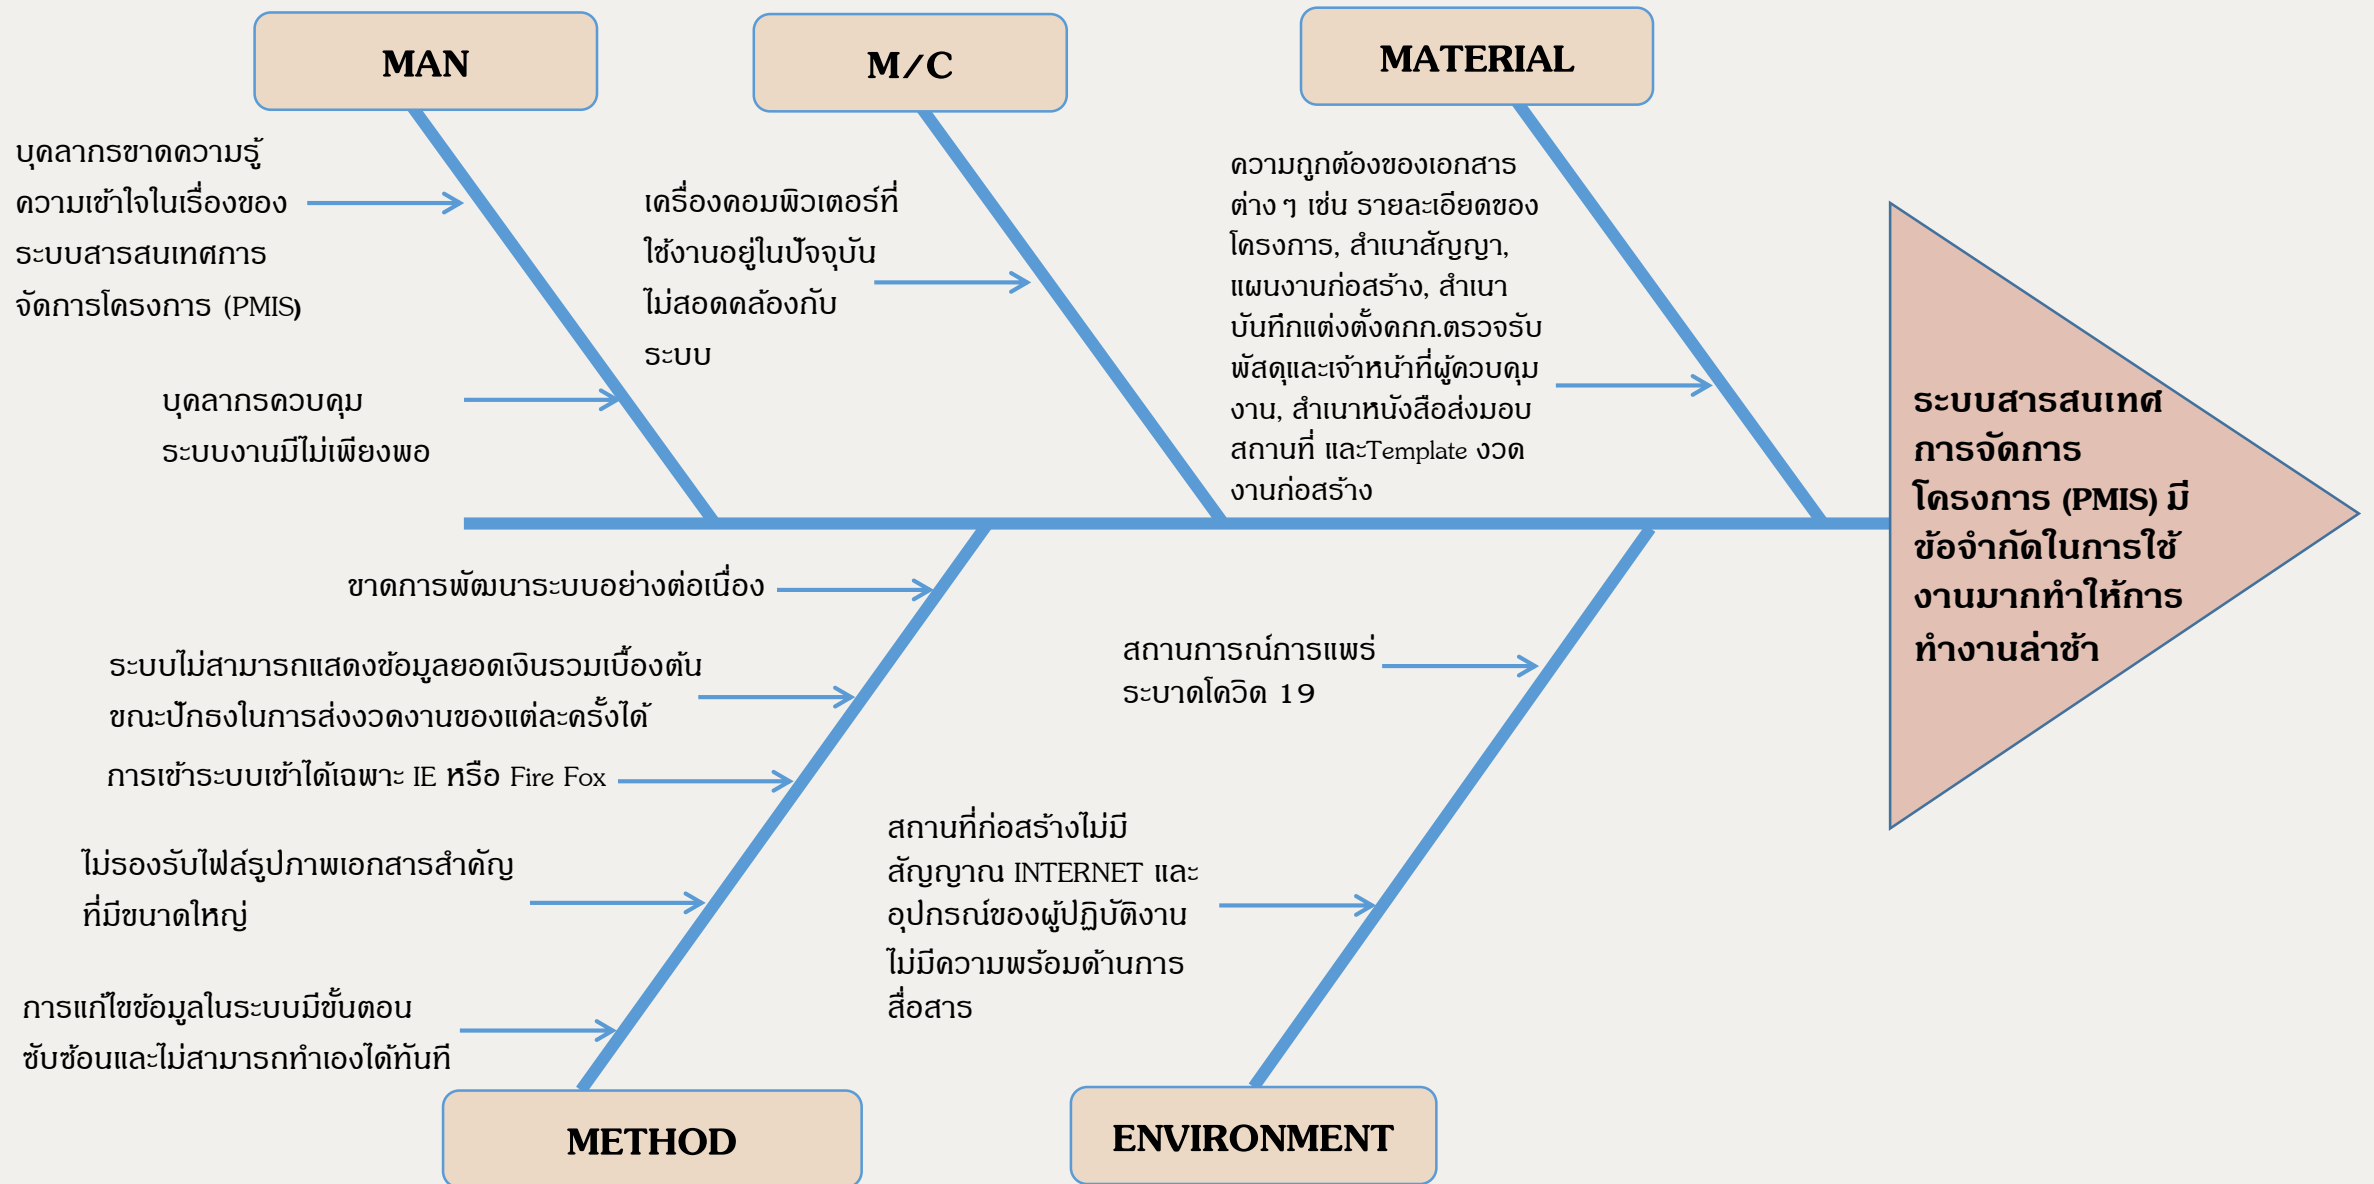 MAN
บุคลากรขาดความรู้
ความเข้าใจในเรื่องของ
ระบบสารสนเทศการ
จัดการโครงการ (PMIS)
บุคลากรควบคุม
ระบบงานมีไม่เพียงพอ
M/C
เครื่องคอมพิวเตอร์ที่
ใช้งานอยู่ในปัจจุบัน
ไม่สอดคล้องกับ
ระบบ
MATERIAL
ความถูกต้องของเอกสาร
ต่าง ๆ เช่น รายละเอียดของ
โครงการ, สำเนาสัญญา,
แผนงานก่อสร้าง, สำเนา
บันทึกแต่งตั้งคกก.ตรวจรับ
พัสดุและเจ้าหน้าที่ผู้ควบคุม
งาน, สำเนาหนังสือส่งมอบ
สถานที่ และTemplate งวด
งานก่อสร้าง
ระบบสารสนเทศ
การจัดการ
โครงการ (PMIS) มี
ข้อจำกัดในการใช้
งานมากทำให้การ
ทำงานล่าช้า
ขาดการพัฒนาระบบอย่างต่อเนื่อง
ระบบไม่สามารถแสดงข้อมูลยอดเงินรวมเบื้องต้น
ขณะปักธงในการส่งงวดงานของแต่ละครั้งได้
การเข้าระบบเข้าได้เฉพาะ IE หรือ Fire Fox
ไม่รองรับไฟล์รูปภาพเอกสารสำคัญ
ที่มีขนาดใหญ่
การแก้ไขข้อมูลในระบบมีขั้นตอน
ซับซ้อนและไม่สามารถทำเองได้ทันที
METHOD
สถานการณ์การแพร่
ระบาดโควิด 19
สถานที่ก่อสร้างไม่มี
สัญญาณ INTERNET และ
อุปกรณ์ของผู้ปฏิบัติงาน
ไม่มีความพร้อมด้านการ
สื่อสาร
ENVIRONMENT